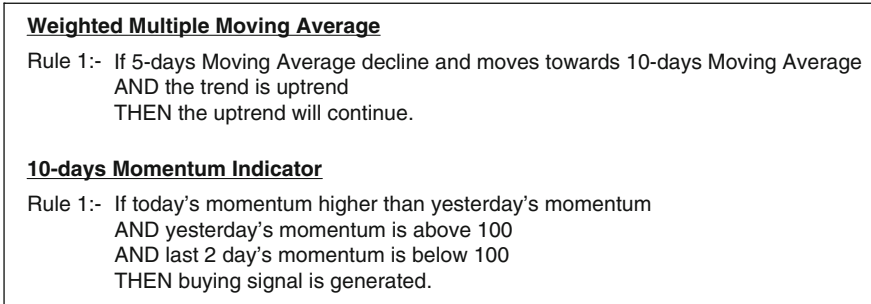 Weighted Multiple Moving Average
Rule 1:- If 5-days Moving Average decline and moves towards 10-days Moving Average
AND the trend is uptrend
THEN the uptrend will continue.
10-days Momentum Indicator
Rule 1:- If today's momentum higher than yesterday's momentum
AND yesterday's momentum is above 100
AND last 2 day's momentum is below 100
THEN buying signal is generated.